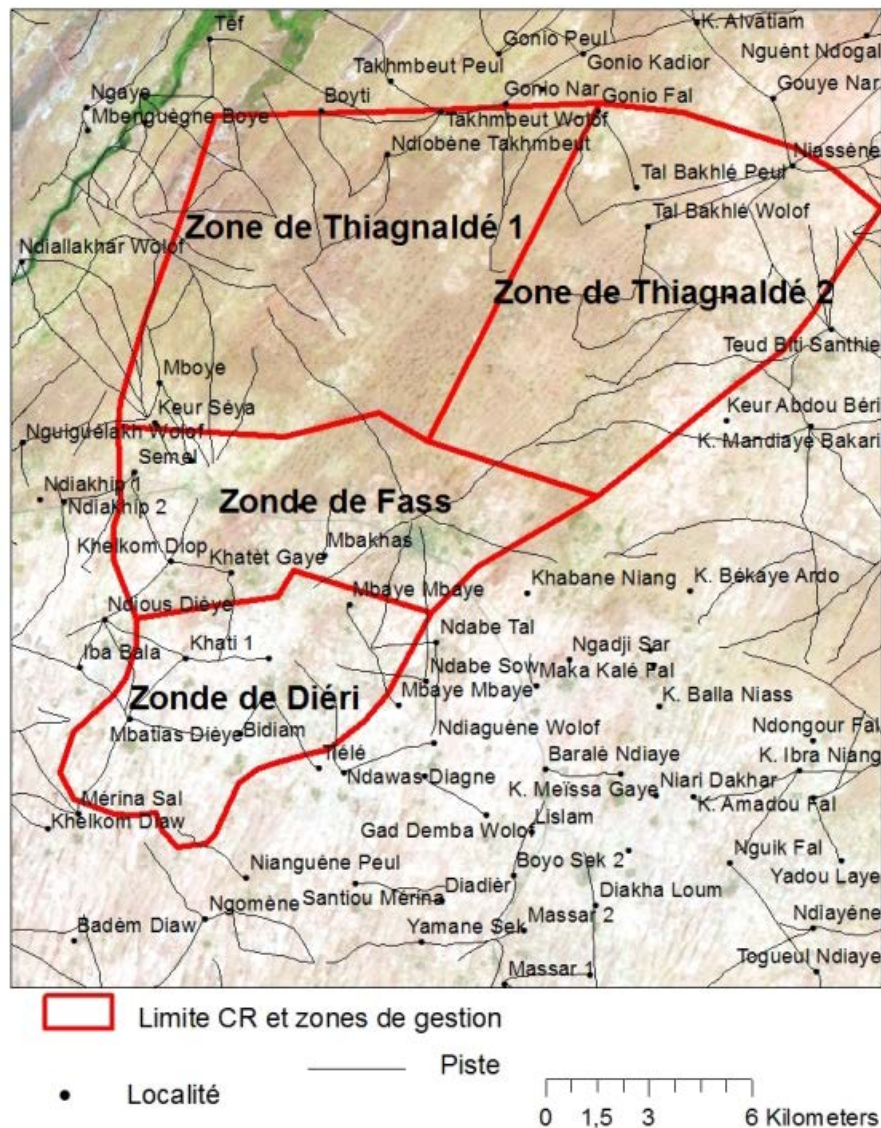 Téf
Gonio Peul
K. Alvatiam
Nguént Ndogal
Takhmbeut Peul
Gonio Kadior
Ngaye
Boyti
Gonio Nar
Gonio Fal
Gouye Nar
Mbenguègne Boye
Takhmbeut Wolof
Ndiobène Takhmbeut
Niassène
Tal Bakhlé Peul
Zone de Thiagnaldé 1
Tal Bakhlé Wolof
Ndiallakhar Wolof
Zone de Thiagnaldé 2
Teud Biti Santhie
Mboye
Keur Séya
Keur Abdou Béri
Nguiguélakh Wolof
K. Mandiaye Bakari
Semel
Ndiakhip 1
Ndiakhip 2
Zonde de Fass
Khelkom Diop
Mbakhas
Khatét Gaye
Mbaye Mbaye
Khabane Niang
K. Békaye Ardo
Ndious Dièye
Iba Bala
Khati 1
Ndabe Tal
Ngadji Sar
Ndabe Sow
Maka Kalé Fal
Zonde de Diéri
Mbaye Mbaye
K. Balla Niass
Mbatias Dièye
Bidiam
Ndiaguène Wolof
Ndongour Fal
Tiélé
Ndawas Diagne
Baralé Ndiaye
K. Ibra Niang
K. Meïssa Gaye
Niari Dakhar
K. Amadou Fal
Mérina Sal
Khelkom Diaw
Gad Demba Wolof
Lislam
Nianguène Peul
Boyo Sek 2
Nguik Fal
Yadou Laye
Santiou Mérina
Diadièr
Diakha Loum
Ngomène
Badèm Diaw
Yamane Sek
Massar 2
Ndiayène
Massar 1
Togueul Ndiaye
Limite CR et zones de gestion
Piste
Localité
0 1,5 3 6 Kilometers